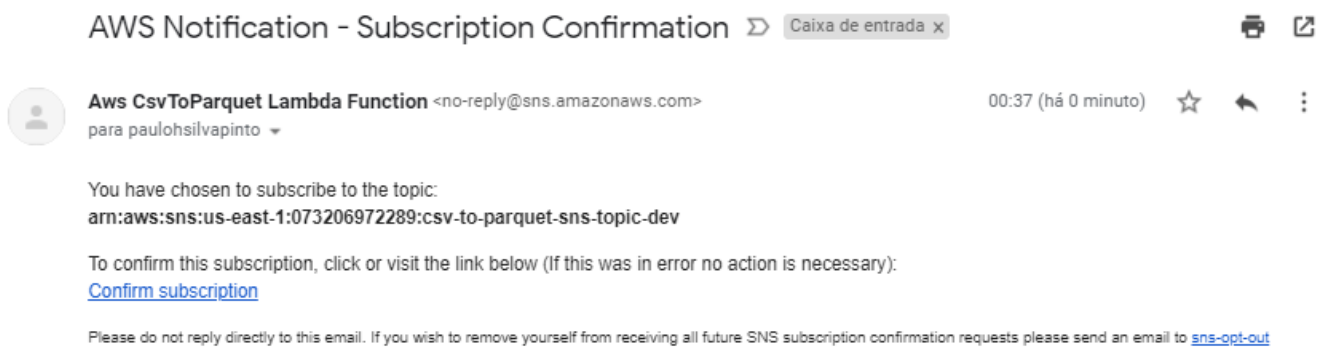 AWS Notification - Subscription Confirmation Caixa de entrada x
Aws CsvToParquet Lambda Function <no-reply@sns.amazonaws.com> 00:37 (há 0 minuto)
para paulohsilvapinto
You have chosen to subscribe to the topic:
arn:aws:sns:us-east-1:073206972289:csv-to-parquet-sns-topic-dev
To confirm this subscription, click or visit the link below (If this was in error no action is necessary):
Confirm subscription
Please do not reply directly to this email. If you wish to remove yourself from receiving all future SNS subscription confirmation requests please send an email to sns-opt-out